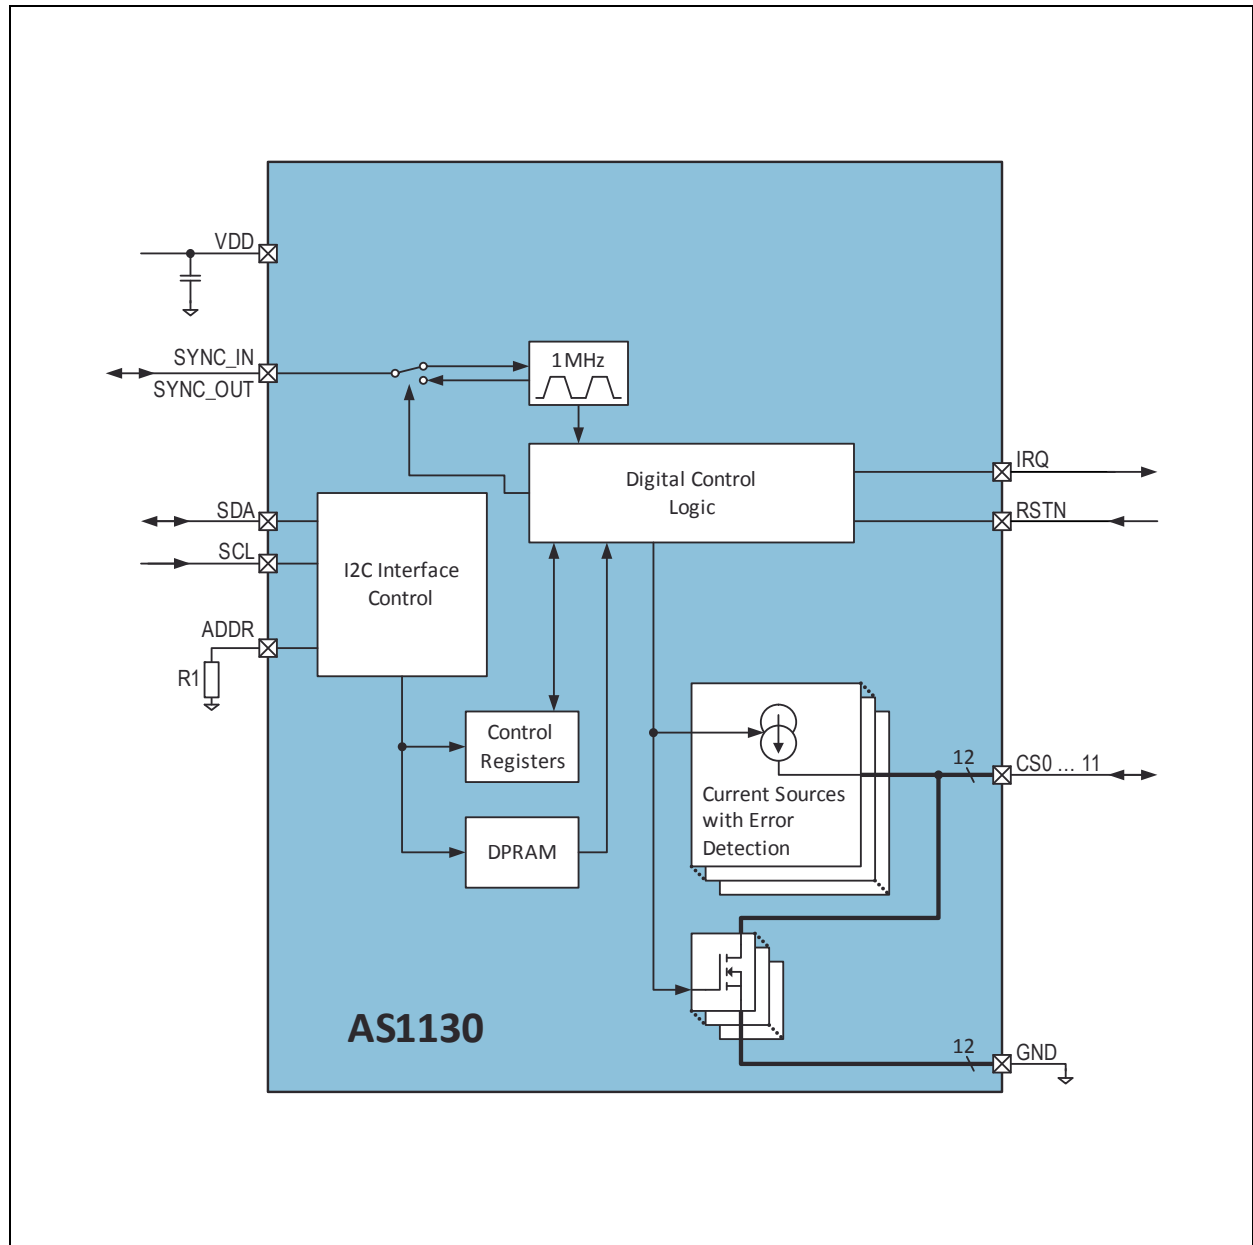 VDD
SYNC_IN
SYNC_OUT
1MHz
Digital Control
Logic
IRQ
RSTN
SDA
SCL
I2C Interface
Control
ADDR
R1
Control
Registers
DPRAM
Current Sources
with Error
Detection
12
CS0 ... 11
AS1130
12
GND